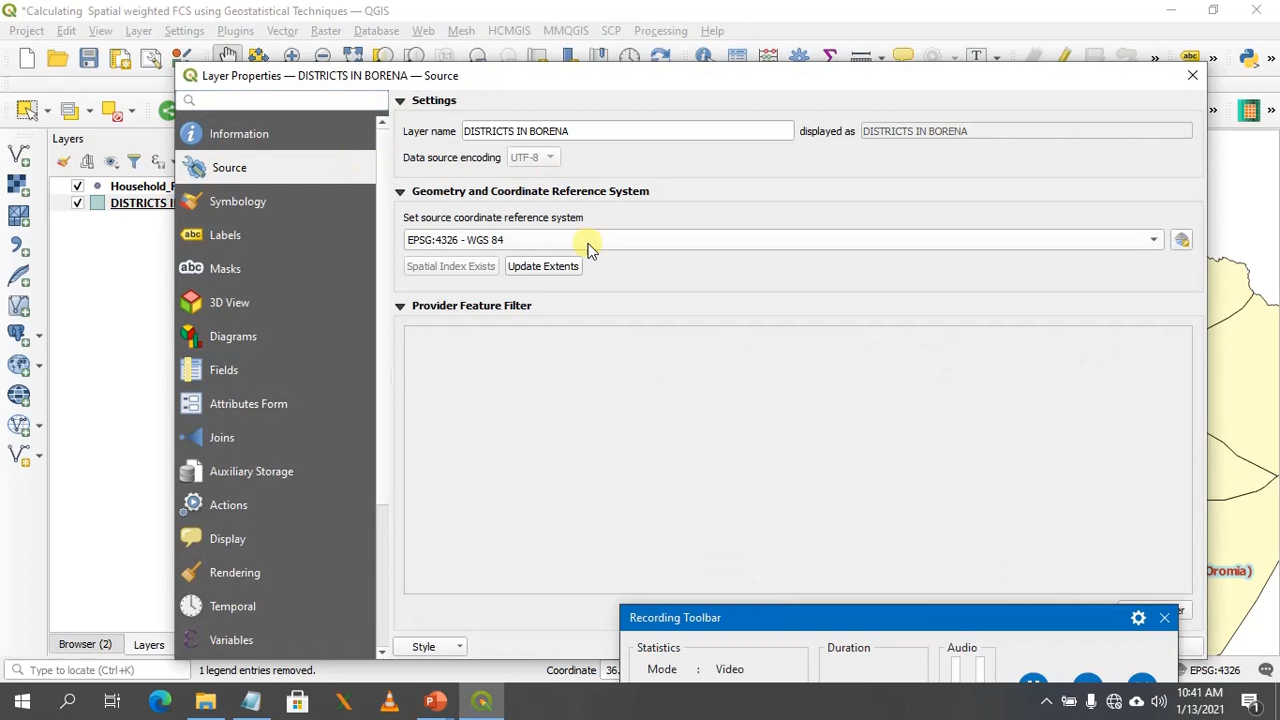 *Calculating  Spatial weighted FCS using Geostatistical Techniques — QGIS
Project Edit View Layer Settings Plugins Vector Raster Database Web Mesh HCMGIS MMQGIS SCP Processing Help
Layer Properties — DISTRICTS IN BORENA — Source
Layers
Household_F
DISTRICTS I
Information
Source
Symbology
Labels
Masks
3D View
Diagrams
Fields
Attributes Form
Joins
Auxiliary Storage
Actions
Display
Rendering
Temporal
Variables
Settings
Layer name DISTRICTS IN BORENA displayed as DISTRICTS IN BORENA
Data source encoding UTF-8
Geometry and Coordinate Reference System
Set source coordinate reference system
EPSG:4326 - WGS 84
Spatial Index Exists Update Extents
Provider Feature Filter
Oromia)
Style
Recording Toolbar
Statistics Duration Audio
Mode : Video
Browser (2) Layers
Type to locate (Ctrl+K) 1 legend entries removed. Coordinate 36. EPSG:4326
10:41 AM
1/13/2021